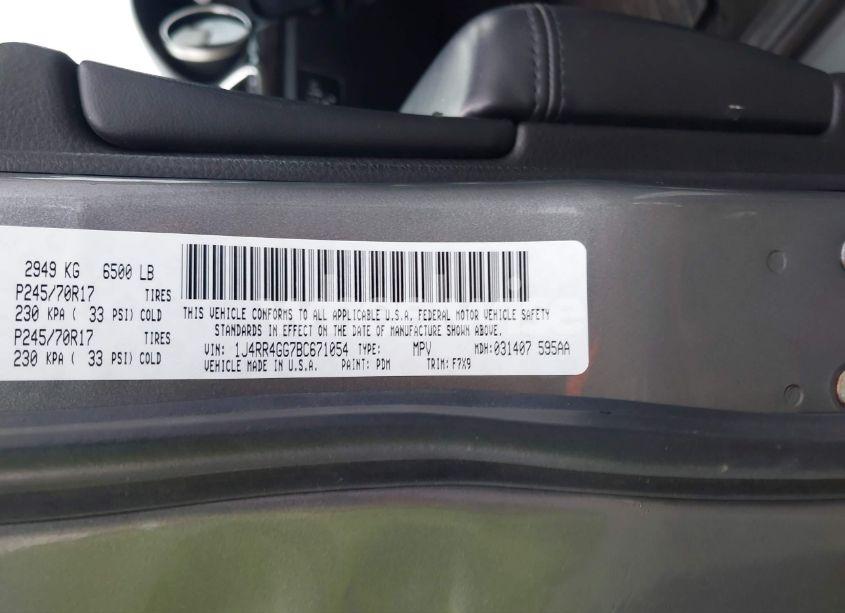 2949 KG 6500 LB
P245/70R17 TIRES
230 KPA ( 33 PSI) COLD
P245/70R17 TIRES
230 KPA ( 33 PSI) COLD
THIS VEHICLE CONFORMS TO ALL APPLICABLE U.S.A. FEDERAL MOTOR VEHICLE SAFETY
STANDARDS IN EFFECT ON THE DATE OF MANUFACTURE SHOWN ABOVE.
VIN: 1J4RR4GG7BC671054 TYPE: MPV MDH: 031407 595AA
VEHICLE MADE IN U.S.A. PAINT: PDM TRIM: F7X9